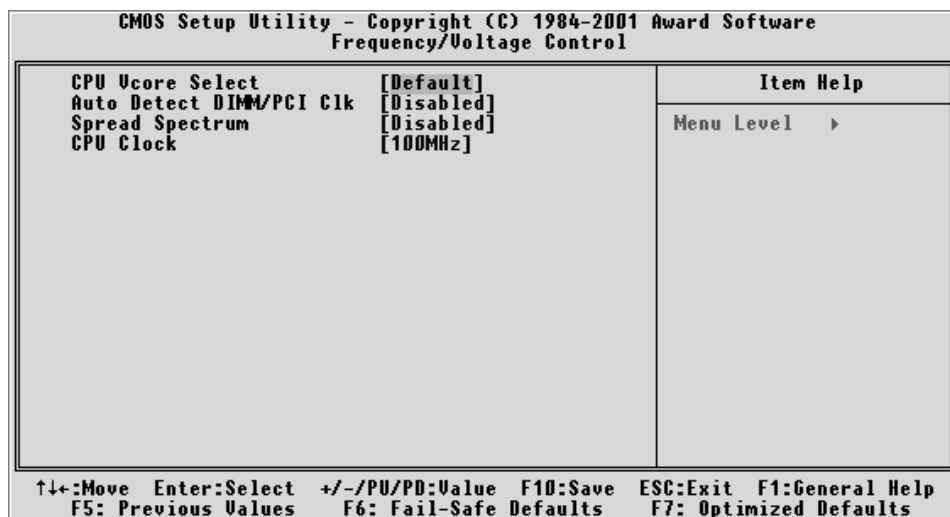 CMOS Setup Utility - Copyright (C) 1984-2001 Award Software
Frequency/Voltage Control
CPU Vcore Select [Default]
Auto Detect DIMM/PCI Clk [Disabled]
Spread Spectrum [Disabled]
CPU Clock [100MHz]
Item Help
Menu Level ▸
↑↓←:Move Enter:Select +/-/PU/PD:Value F10:Save ESC:Exit F1:General Help
F5: Previous Values F6: Fail-Safe Defaults F7: Optimized Defaults